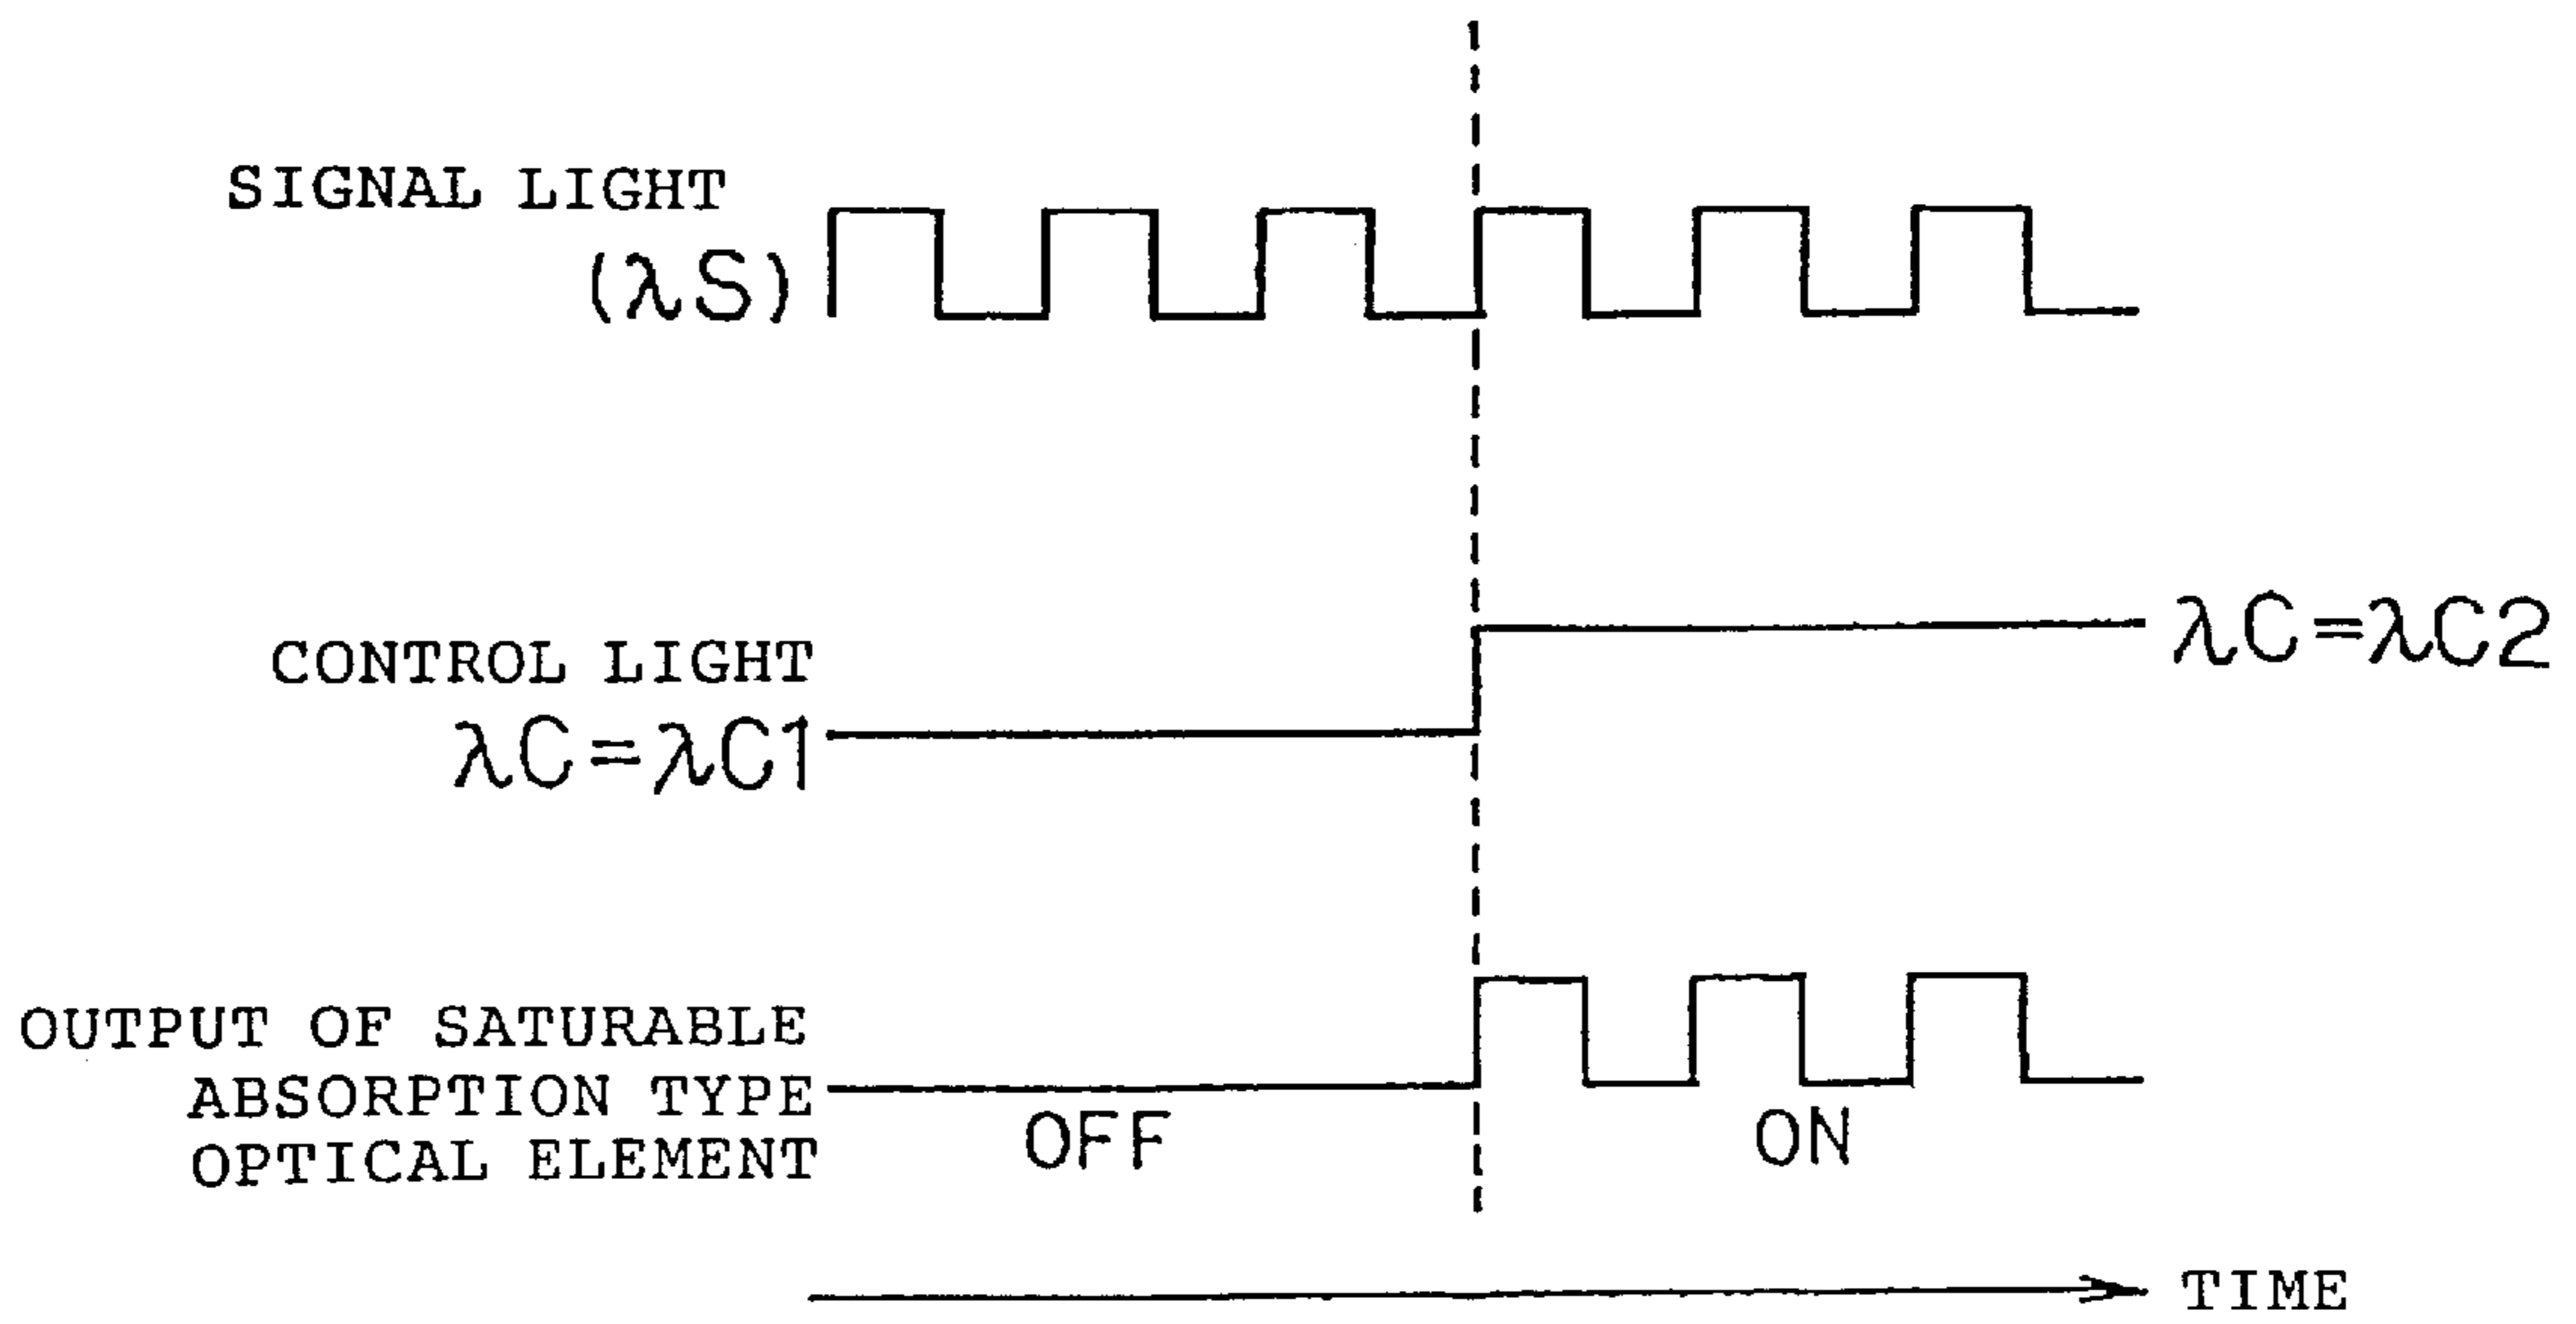 SIGNAL LIGHT
(λS)
CONTROL LIGHT
λC=λC1
λC=λC2
OUTPUT OF SATURABLE
ABSORPTION TYPE
OPTICAL ELEMENT
OFF
ON
TIME